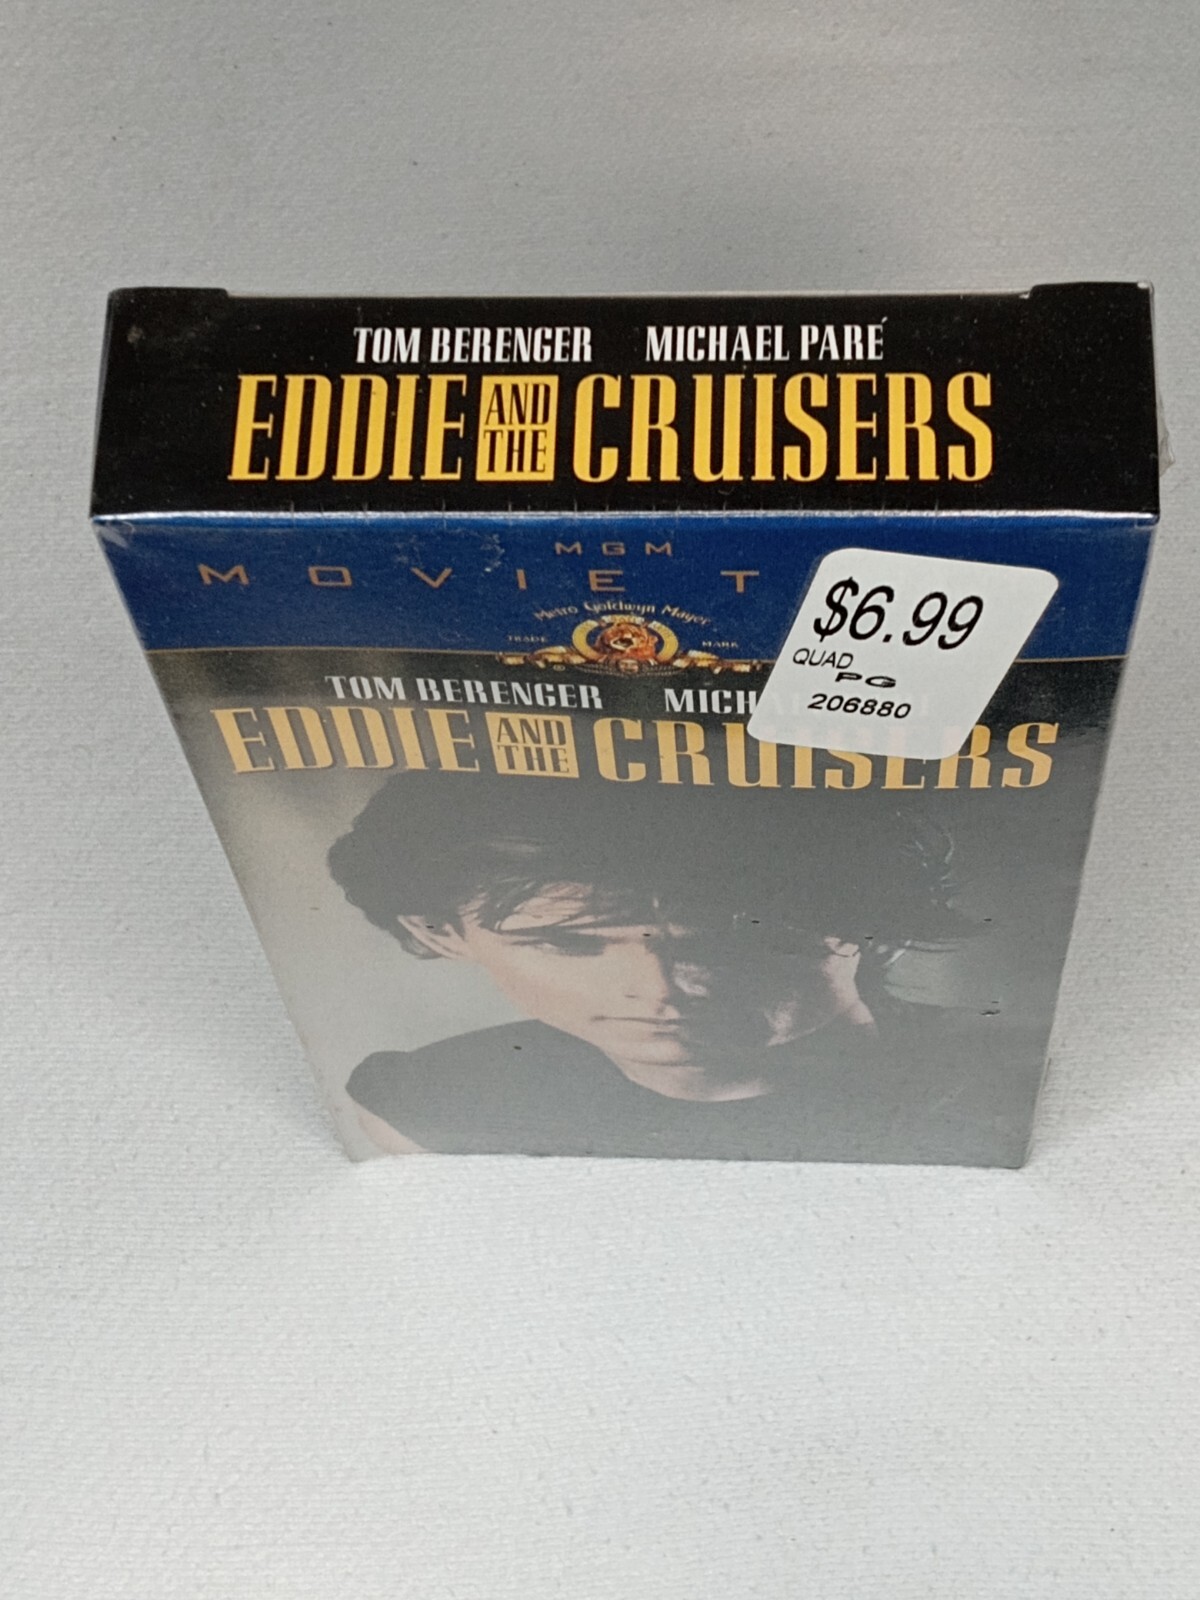 TOM BERENGER MICHAEL PARÉ
EDDIE AND THE CRUISERS
MGM
MOVIE T
Metro Goldwyn Mayer
TRADE MARK
®
$6.99
QUAD
PG
206880
TOM BERENGER MICHA
EDDIE AND THE CRUISERS